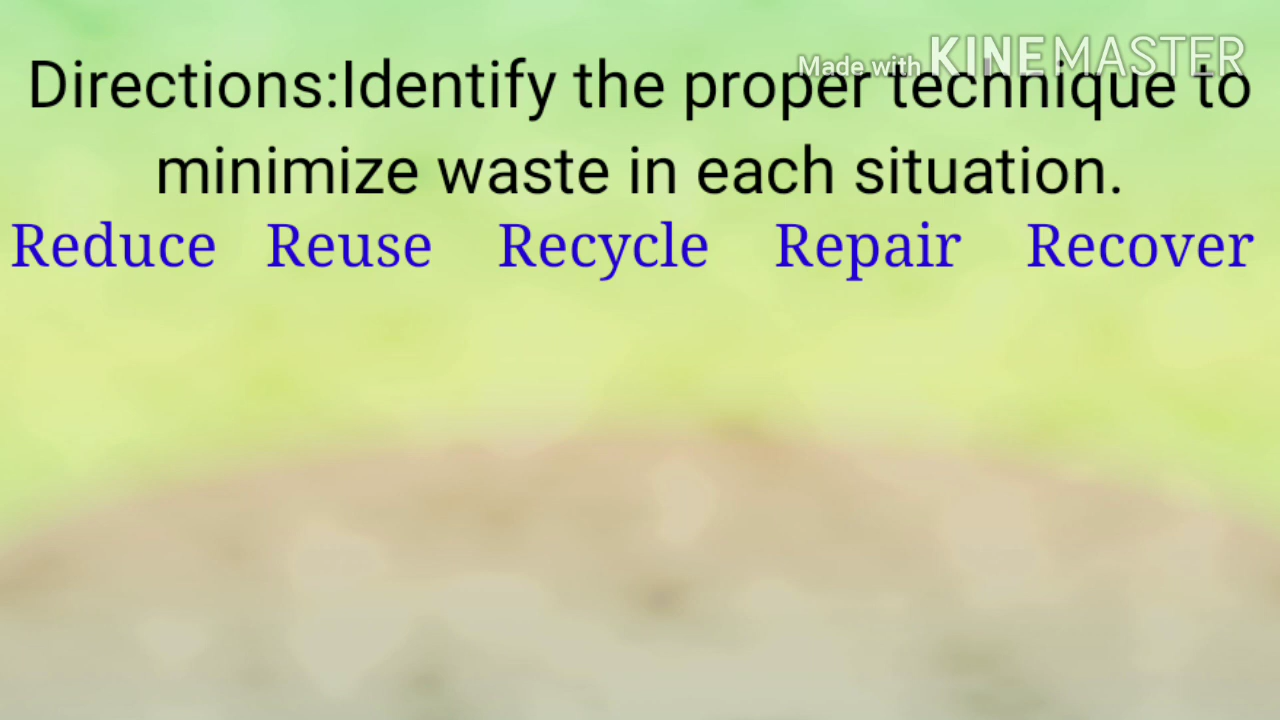 Made with KINEMASTER
Directions:Identify the proper technique to
minimize waste in each situation.
Reduce Reuse Recycle Repair Recover